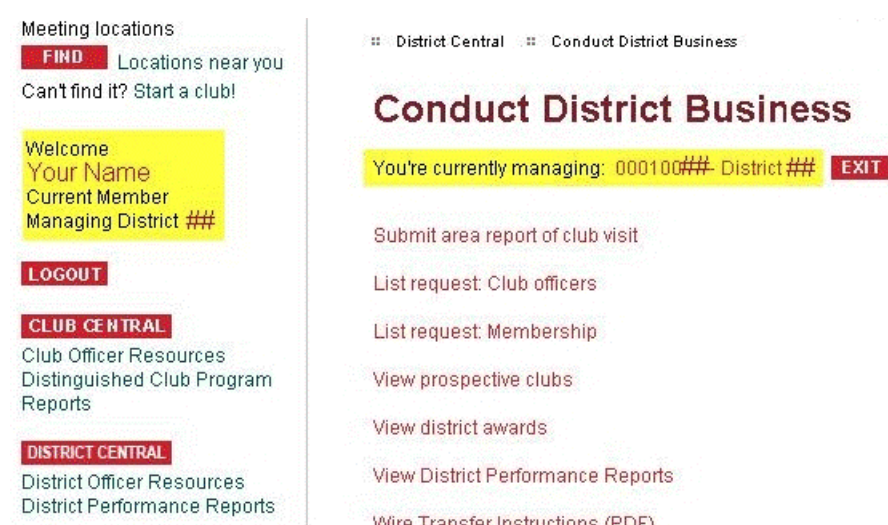 Meeting locations
FIND Locations near you
Can't find it? Start a club!
Welcome
Your Name
Current Member
Managing District ##
LOGOUT
CLUB CENTRAL
Club Officer Resources
Distinguished Club Program
Reports
DISTRICT CENTRAL
District Officer Resources
District Performance Reports
:: District Central :: Conduct District Business
Conduct District Business
You're currently managing: 000100##- District ## EXIT
Submit area report of club visit
List request: Club officers
List request: Membership
View prospective clubs
View district awards
View District Performance Reports
Wire Transfer Instructions (PDF)